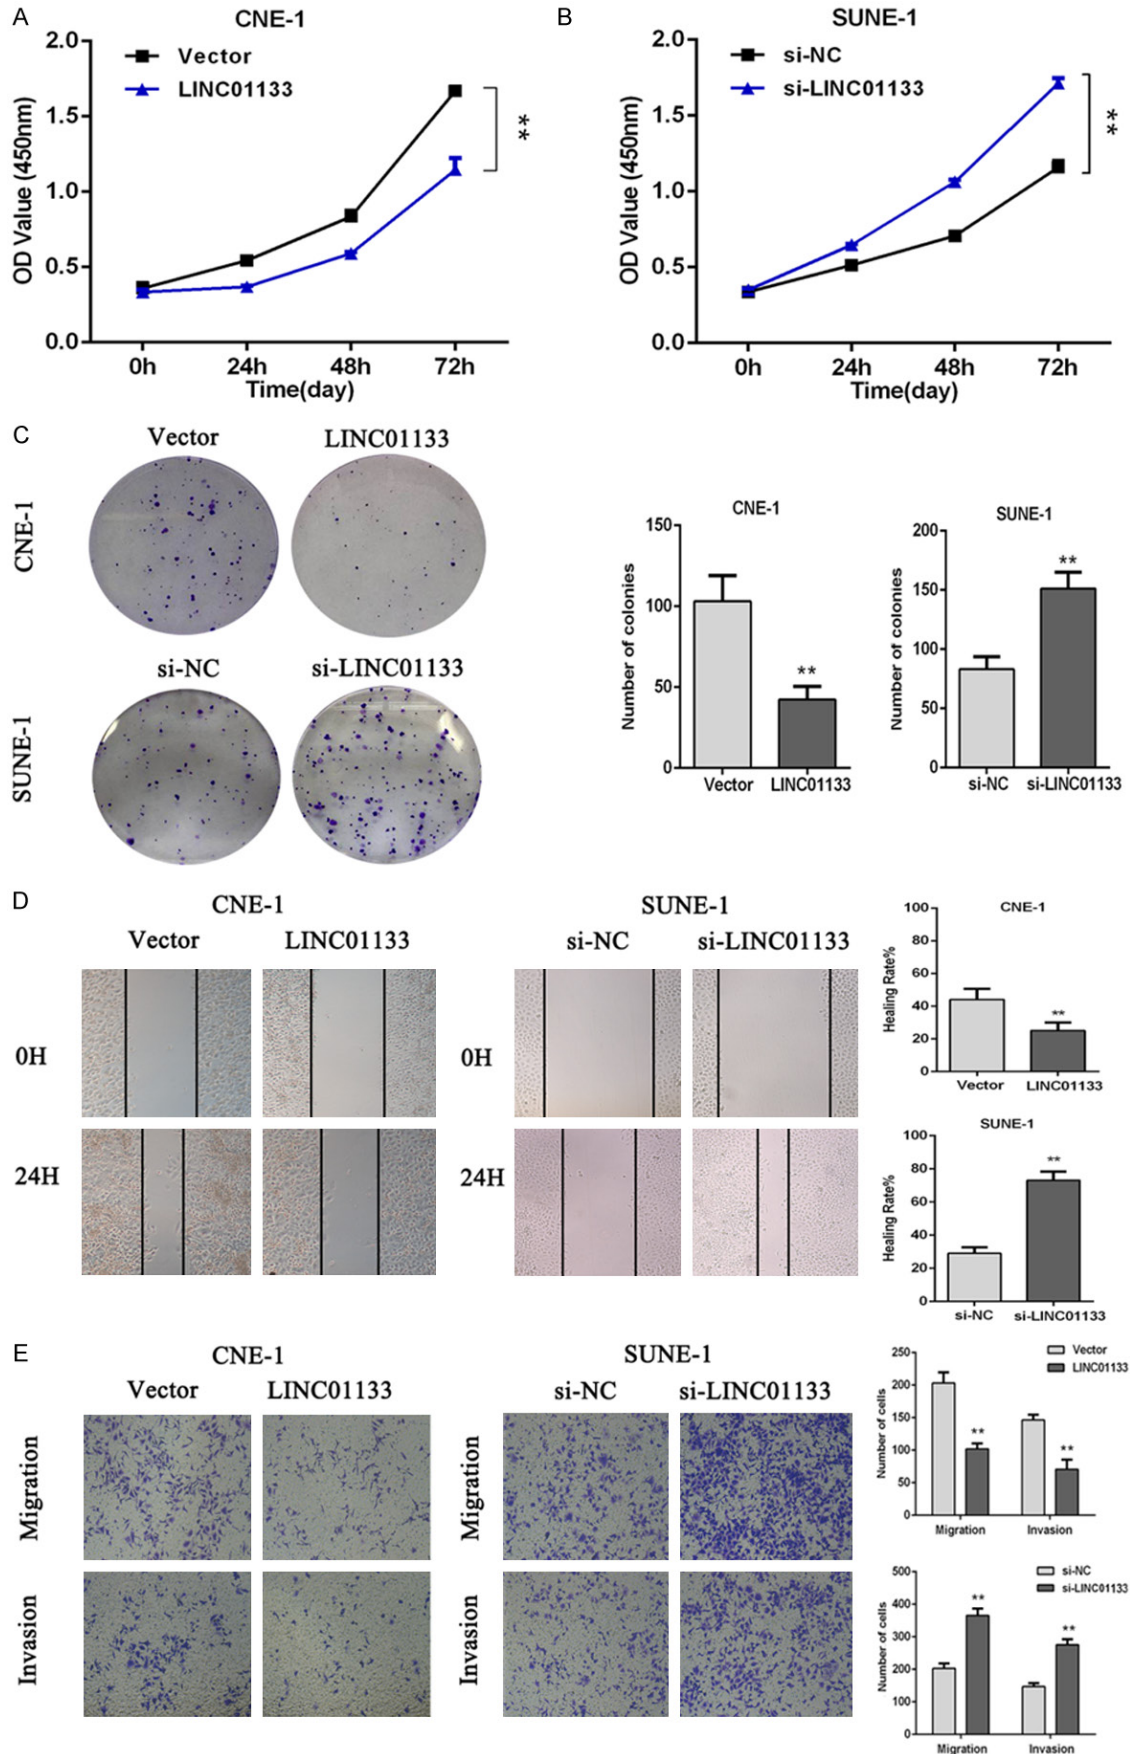 A
CNE-1
2.0
1.5
1.0
0.5
0.0
OD Value (450nm)
Vector
LINC01133
**
0h 24h 48h 72h
Time(day)
B
SUNE-1
2.0
1.5
1.0
0.5
0.0
OD Value (450nm)
si-NC
si-LINC01133
**
0h 24h 48h 72h
Time(day)
C
Vector LINC01133
CNE-1
si-NC si-LINC01133
SUNE-1
CNE-1
150
100
50
0
Number of colonies
**
Vector LINC01133
SUNE-1
200
150
100
50
0
Number of colonies
**
si-NC si-LINC01133
D
CNE-1
Vector LINC01133
0H
24H
SUNE-1
si-NC si-LINC01133
0H
24H
CNE-1
100
80
60
40
20
0
Healing Rate%
**
Vector LINC01133
SUNE-1
100
80
60
40
20
0
Healing Rate%
**
si-NC si-LINC01133
E
CNE-1
Vector LINC01133
Migration
Invasion
SUNE-1
si-NC si-LINC01133
Migration
Invasion
250
200
150
100
50
0
Number of cells
Vector
LINC01133
**
**
Migration Invasion
500
400
300
200
100
0
Number of cells
si-NC
si-LINC01133
**
**
Migration Invasion